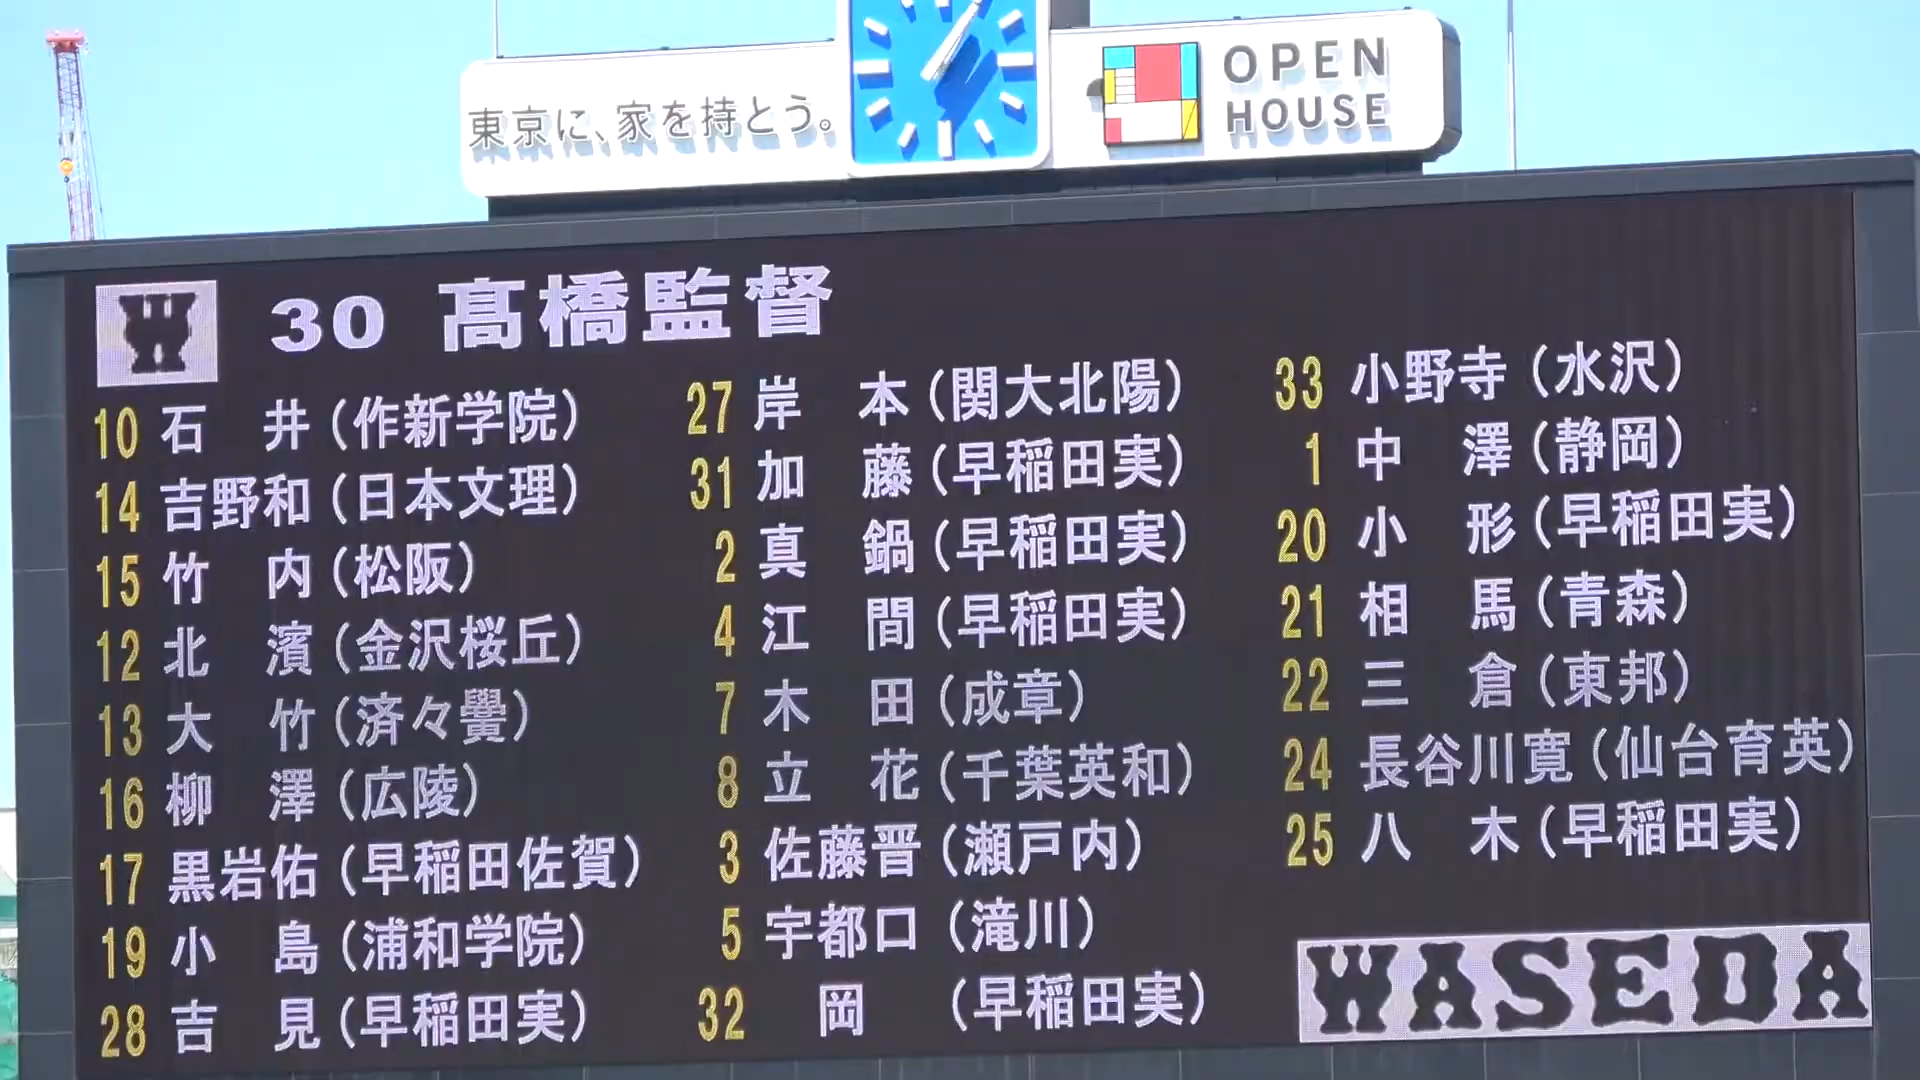 東京に、家を持とう。
OPEN
HOUSE
W 30 髙橋監督
10 石 井(作新学院)
14 吉野和(日本文理)
15 竹 内(松阪)
12 北 濱(金沢桜丘)
13 大 竹(済々黌)
16 柳 澤(広陵)
17 黒岩佑(早稲田佐賀)
19 小 島(浦和学院)
28 吉 見(早稲田実)
27 岸 本(関大北陽)
31 加 藤(早稲田実)
2 真 鍋(早稲田実)
4 江 間(早稲田実)
7 木 田(成章)
8 立 花(千葉英和)
3 佐藤晋(瀬戸内)
5 宇都口(滝川)
32 岡 (早稲田実)
33 小野寺(水沢)
1 中 澤(静岡)
20 小 形(早稲田実)
21 相 馬(青森)
22 三 倉(東邦)
24 長谷川寛(仙台育英)
25 八 木(早稲田実)
WASEDA